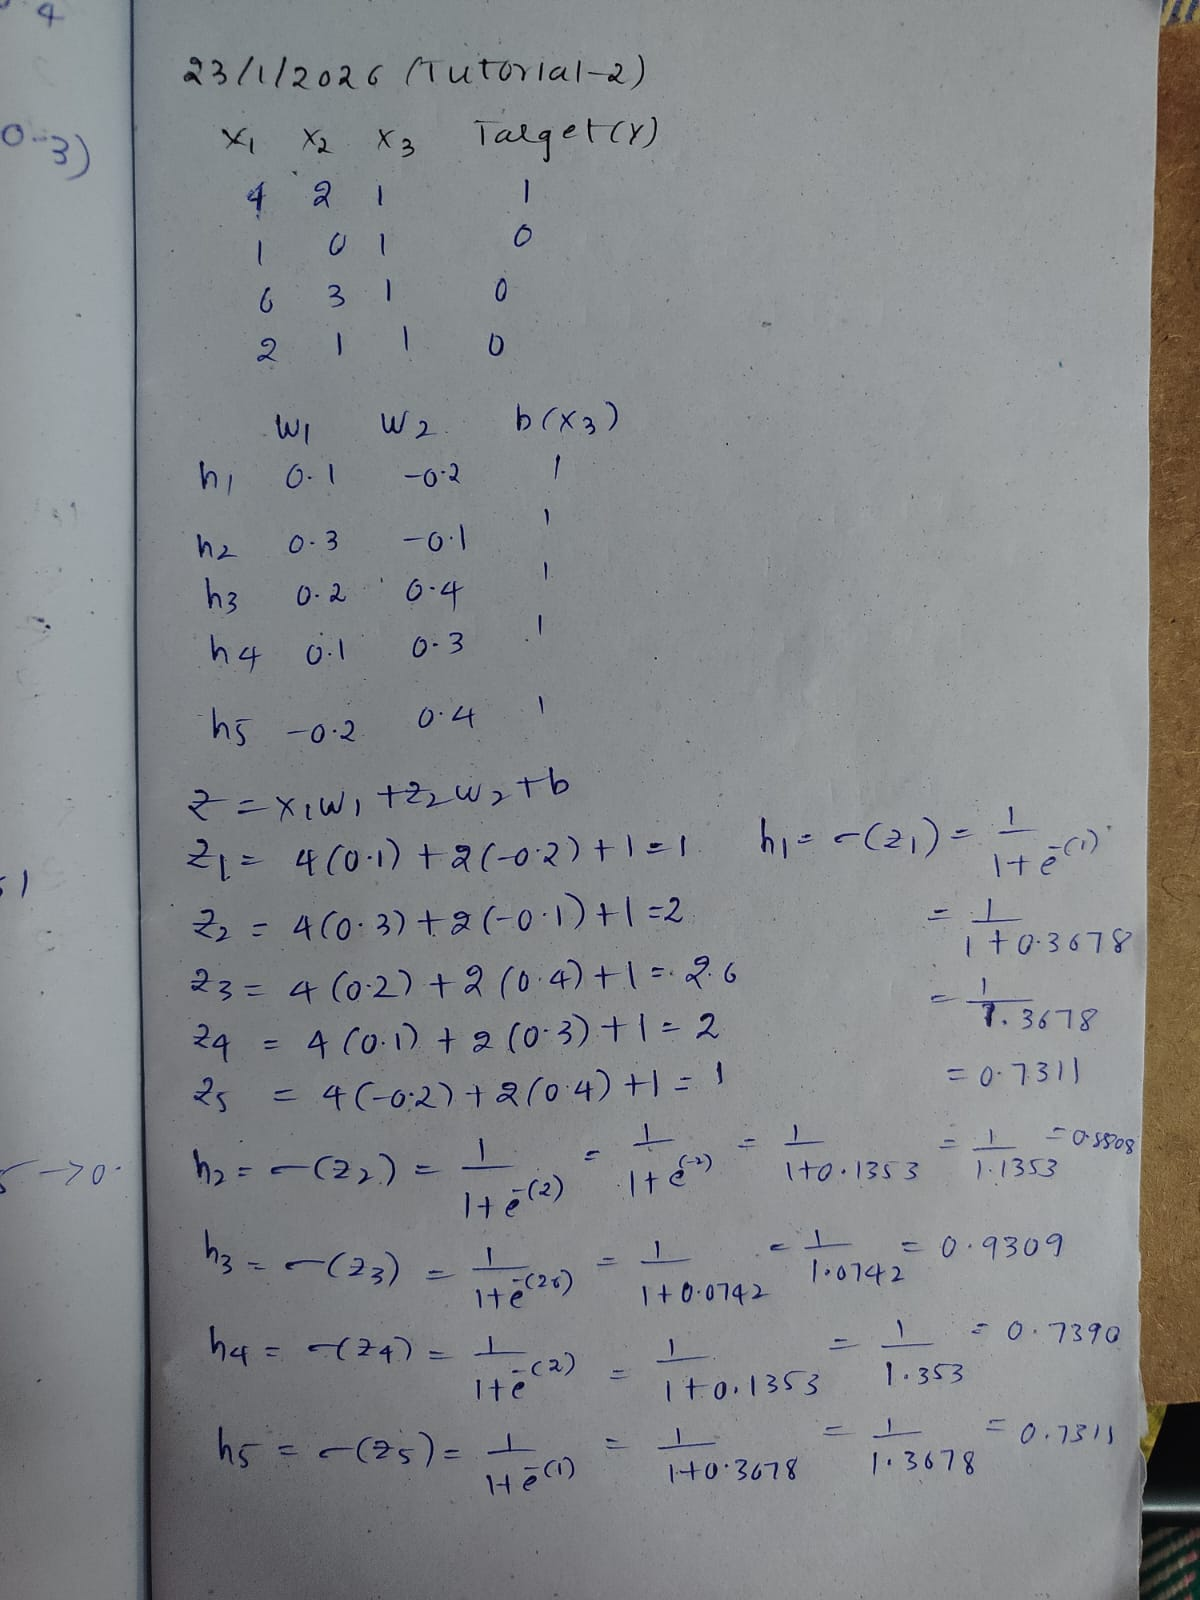 4
0-3)
51
5 → 0.
23/1/2026 (Tutorial-2)
x1 x2 x3 Target(Y)
4 2 1 1
1 0 1 0
6 3 1 0
2 1 1 0
W1 W2 b(x3)
h1 0.1 -0.2 1
h2 0.3 -0.1 1
h3 0.2 0.4 1
h4 0.1 0.3 1
h5 -0.2 0.4 1
z = x1w1 + z2w2 + b
z1 = 4(0.1) + 2(-0.2) + 1 = 1 h1 = σ(z1) = 1/(1+e^-(1))
z2 = 4(0.3) + 2(-0.1) + 1 = 2 = 1/(1+0.3678)
z3 = 4(0.2) + 2(0.4) + 1 = 2.6 = 1/1.3678
z4 = 4(0.1) + 2(0.3) + 1 = 2
z5 = 4(-0.2) + 2(0.4) + 1 = 1 = 0.7311
h2 = σ(z2) = 1/(1+e^-(2)) = 1/(1+e^(-2)) = 1/(1+0.1353) = 1/1.1353 = 0.8808
h3 = σ(z3) = 1/(1+e^-(26)) = 1/(1+0.0742) = 1/1.0742 = 0.9309
h4 = σ(z4) = 1/(1+e^-(2)) = 1/(1+0.1353) = 1/1.353 = 0.7390
h5 = σ(z5) = 1/(1+e^-(1)) = 1/(1+0.3678) = 1/1.3678 = 0.7311